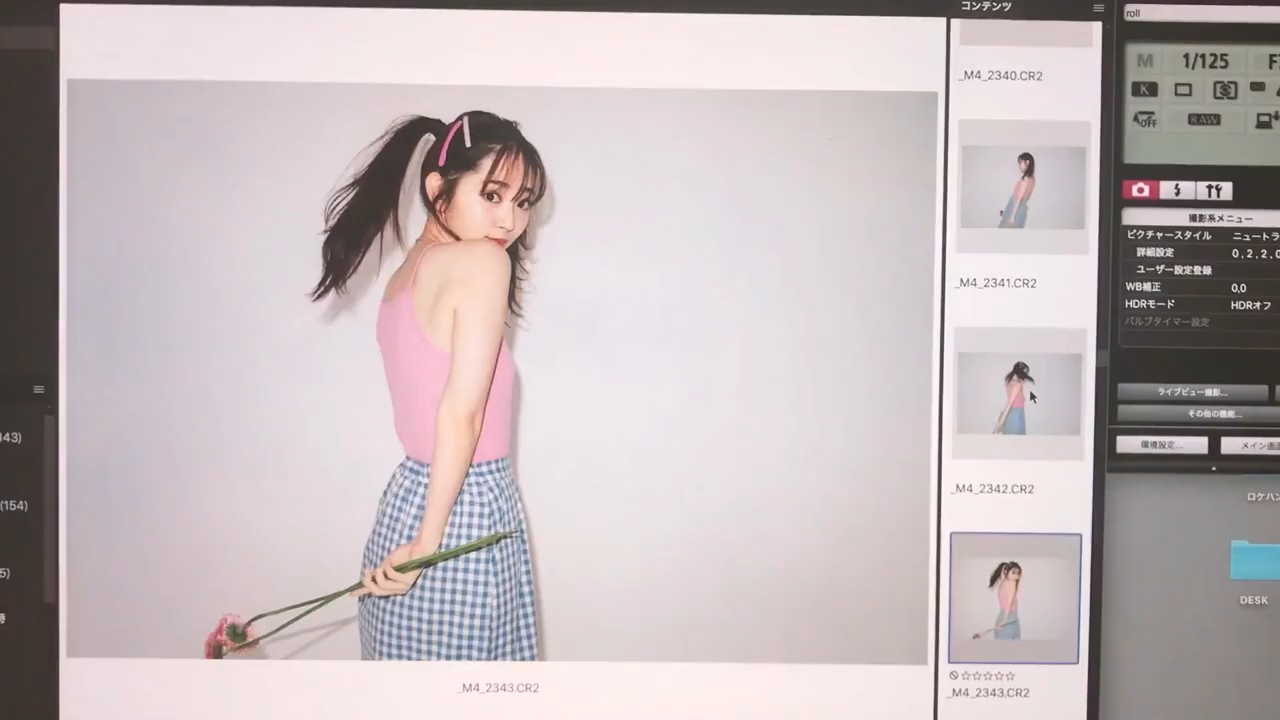 コンテンツ
roll
_M4_2340.CR2
M 1/125
K
RAW
OFF
_M4_2341.CR2
撮影系メニュー
ピクチャースタイル
詳細設定 0,2,2,0
ユーザー設定登録
WB補正 0,0
HDRモード HDRオフ
バルブタイマー設定
ライブビュー撮影...
その他の機能...
環境設定...
_M4_2342.CR2
(154)
DESK
_M4_2343.CR2
_M4_2343.CR2